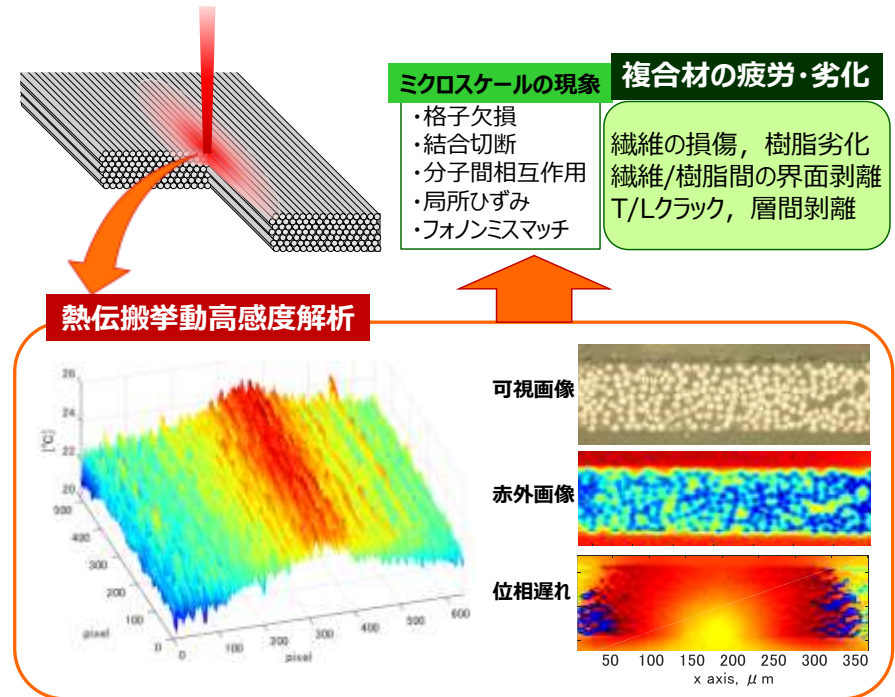 ミクロスケールの現象
・格子欠損
・結合切断
・分子間相互作用
・局所ひずみ
・フォノンミスマッチ
複合材の疲労・劣化
繊維の損傷，樹脂劣化
繊維/樹脂間の界面剥離
T/Lクラック，層間剥離
熱伝搬挙動高感度解析
26
24
22
20
[℃]
500
400
300
200
100
0
pixel
0
100
200
300
400
500
600
pixel
可視画像
赤外画像
位相遅れ
50 100 150 200 250 300 350
x axis, μm